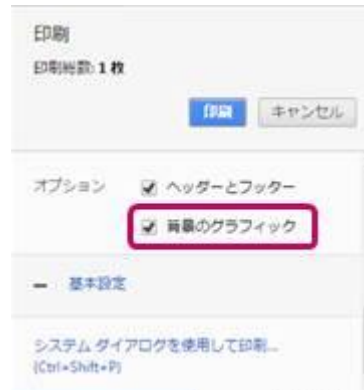 印刷
印刷総数: 1 枚
印刷 キャンセル
オプション ヘッダーとフッター
背景のグラフィック
基本設定
システム ダイアログを使用して印刷...
(Ctrl+Shift+P)